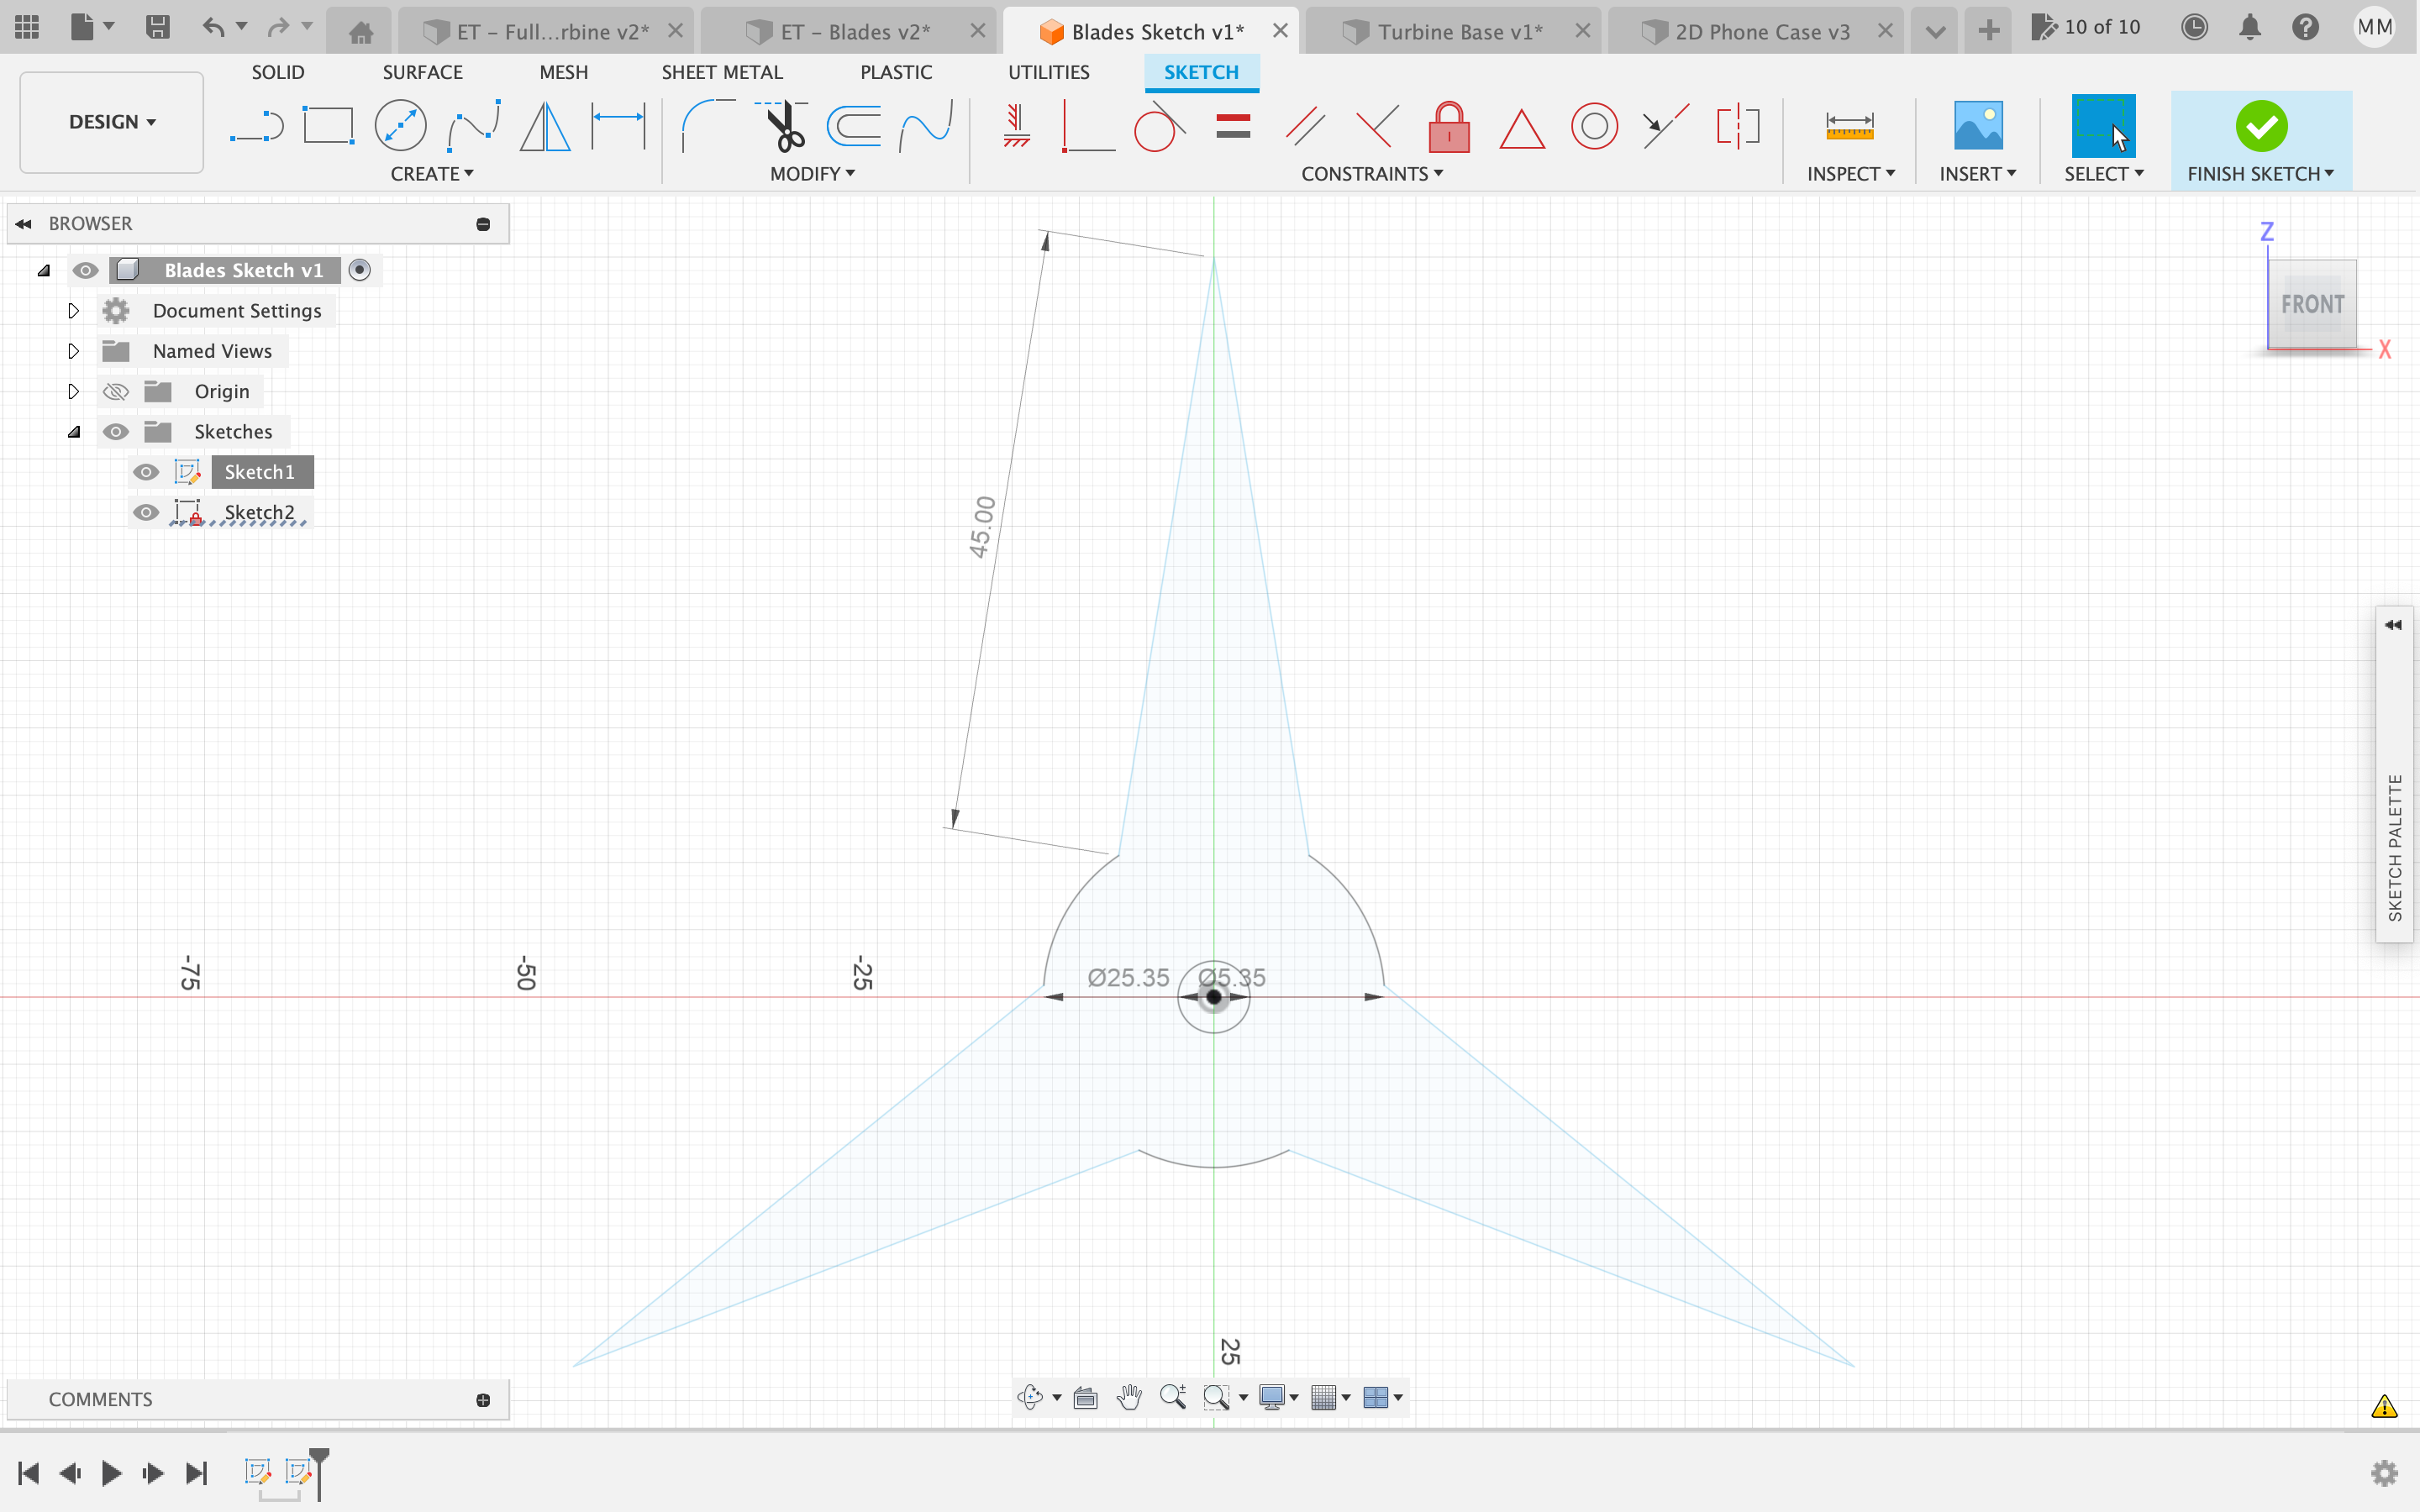 ET – Full...rbine v2*
ET – Blades v2*
Blades Sketch v1*
Turbine Base v1*
2D Phone Case v3
10 of 10
MM
DESIGN
SOLID
SURFACE
MESH
SHEET METAL
PLASTIC
UTILITIES
SKETCH
CREATE
MODIFY
CONSTRAINTS
INSPECT
INSERT
SELECT
FINISH SKETCH
BROWSER
Blades Sketch v1
Document Settings
Named Views
Origin
Sketches
Sketch1
Sketch2
Z
FRONT
X
45.00
SKETCH PALETTE
-75
-50
-25
Ø25.35
Ø5.35
25
COMMENTS